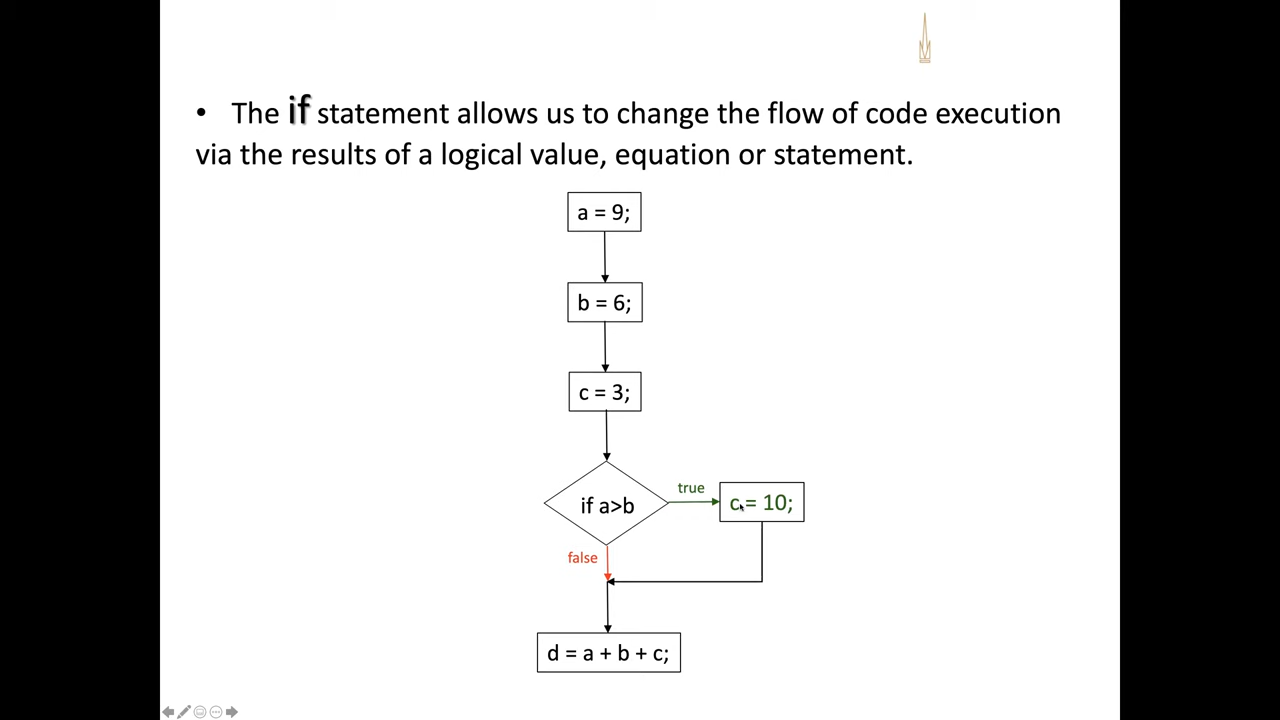 • The if statement allows us to change the flow of code execution
via the results of a logical value, equation or statement.
a = 9;
b = 6;
c = 3;
if a>b
true
c = 10;
false
d = a + b + c;